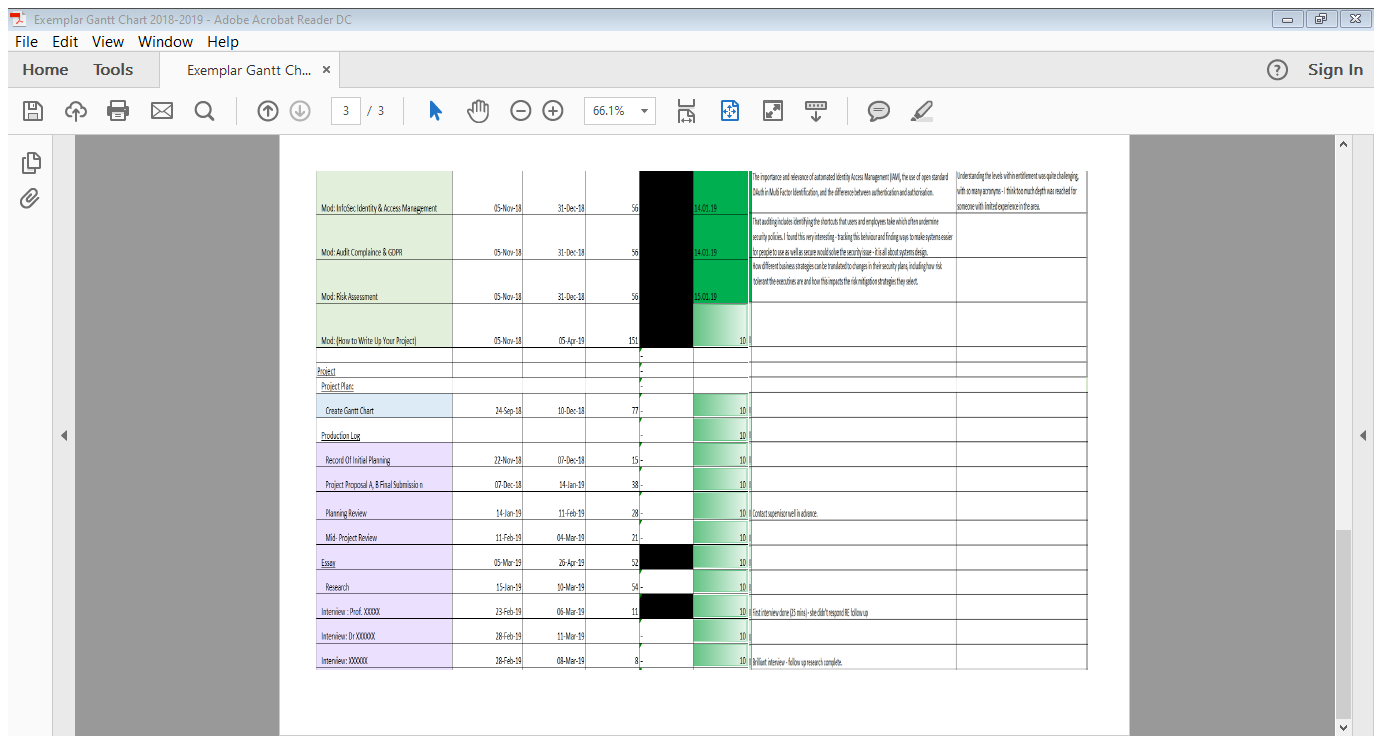 Exemplar Gantt Chart 2018-2019 - Adobe Acrobat Reader DC
File Edit View Window Help
Home Tools Exemplar Gantt Ch... × ? Sign In
3 / 3 66.1%
The importance and relevance of automated Identity Access Management (IAM), the use of open standard Understanding the levels within entitlement was quite challenging,
OAuth in Multi Factor Identification, and the difference between authentication and authorisation. with so many acronyms - I think too much depth was reached for
Mod: InfoSec Identity & Access Management 05-Nov-18 31-Dec-18 56 14.01.19 someone with limited experience in the area.
That auditing includes identifying the shortcuts that users and employees take which often undermine
security policies. I found this very interesting - tracking this behaviour and finding ways to make systems easier
Mod: Audit Complaince & GDPR 05-Nov-18 31-Dec-18 56 14.01.19 for people to use as well as secure would solve the security issue - it is all about systems design.
How different business strategies can be translated to changes in their security plans, including how risk
tolerant the executives are and how this impacts the risk mitigation strategies they select.
Mod: Risk Assessment 05-Nov-18 31-Dec-18 56 15.01.19
Mod: (How to Write Up Your Project) 05-Nov-18 05-Apr-19 151 10
-
Project -
Project Plan: -
Create Gantt Chart 24-Sep-18 10-Dec-18 77 - 10
Production Log - 10
Record Of Initial Planning 22-Nov-18 07-Dec-18 15 - 10
Project Proposal A, B Final Submission 07-Dec-18 14-Jan-19 38 - 10
Planning Review 14-Jan-19 11-Feb-19 28 - 10 Contact supervisor well in advance.
Mid- Project Review 11-Feb-19 04-Mar-19 21 - 10
Essay 05-Mar-19 26-Apr-19 52 10
Research 15-Jan-19 10-Mar-19 54 - 10
Interview : Prof. XXXXX 23-Feb-19 06-Mar-19 11 10 First interview done (25 mins) - she didn't respond RE follow up
Interview: Dr XXXXXX 28-Feb-19 11-Mar-19 - 10
Interview: XXXXXX 28-Feb-19 08-Mar-19 8 - 10 Brilliant interview - follow up research complete.